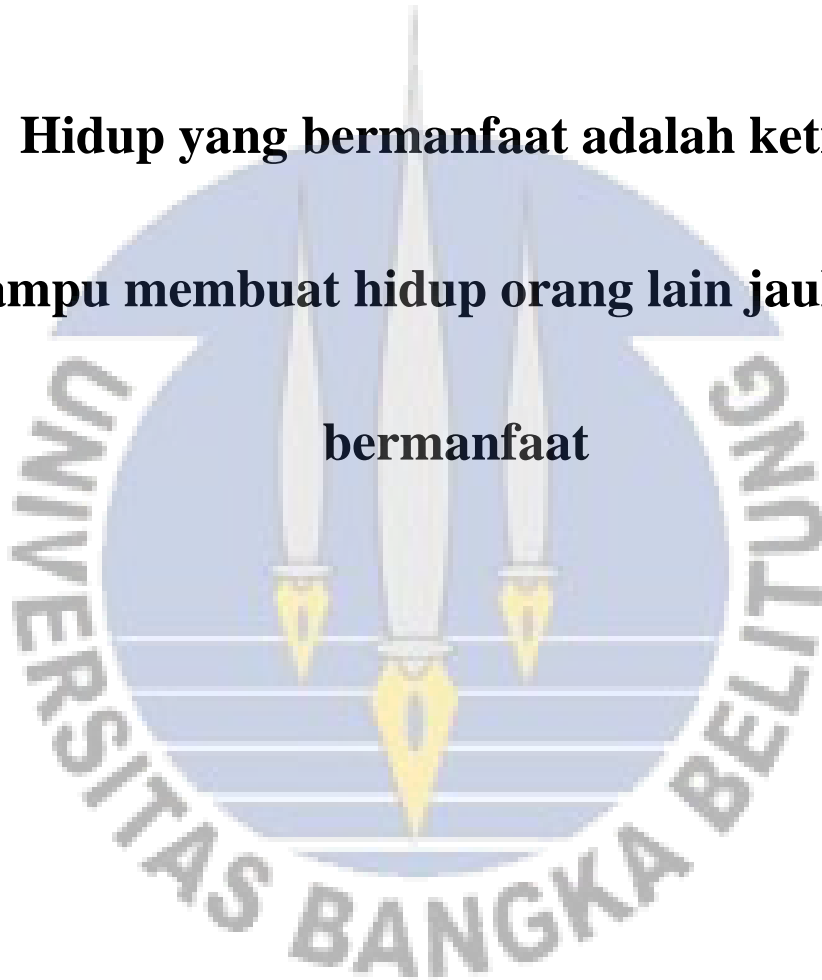 Hidup yang bermanfaat adalah
membuat hidup orang lain
bermanfaat
UNIVERSITAS BANGKA BELITUNG